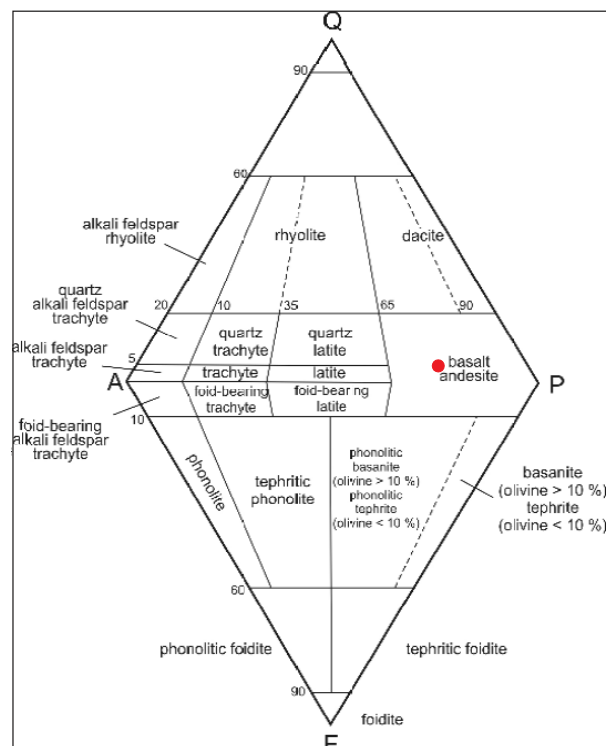 Q
90
60
alkali feldspar
rhyolite
rhyolite
dacite
quartz
alkali feldspar
trachyte
20
10
35
65
90
quartz
trachyte
quartz
latite
alkali feldspar
trachyte
5
trachyte
latite
basalt
andesite
A
P
foid-bearing
trachyte
foid-bearing
latite
10
foid-bearing
alkali feldspar
trachyte
phonolite
tephritic
phonolite
phonolitic
basanite
(olivine > 10 %)
phonolitic
tephrite
(olivine < 10 %)
basanite
(olivine > 10 %)
tephrite
(olivine < 10 %)
60
phonolitic foidite
tephritic foidite
90
foidite
F